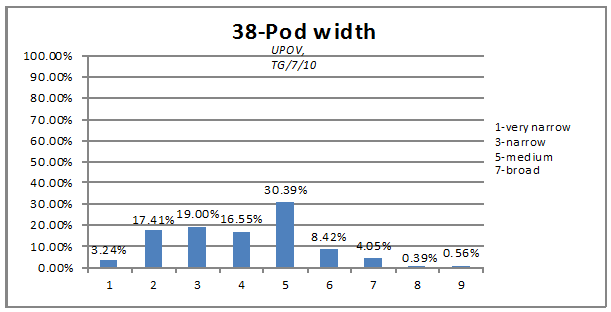 38-Pod width
UPOV,
TG/7/10
100.00%
90.00%
80.00%
70.00%
60.00%
50.00%
40.00%
30.00%
20.00%
10.00%
0.00%
3.24%
17.41%
19.00%
16.55%
30.39%
8.42%
4.05%
0.39%
0.56%
1 2 3 4 5 6 7 8 9
1-very narrow
3-narrow
5-medium
7-broad